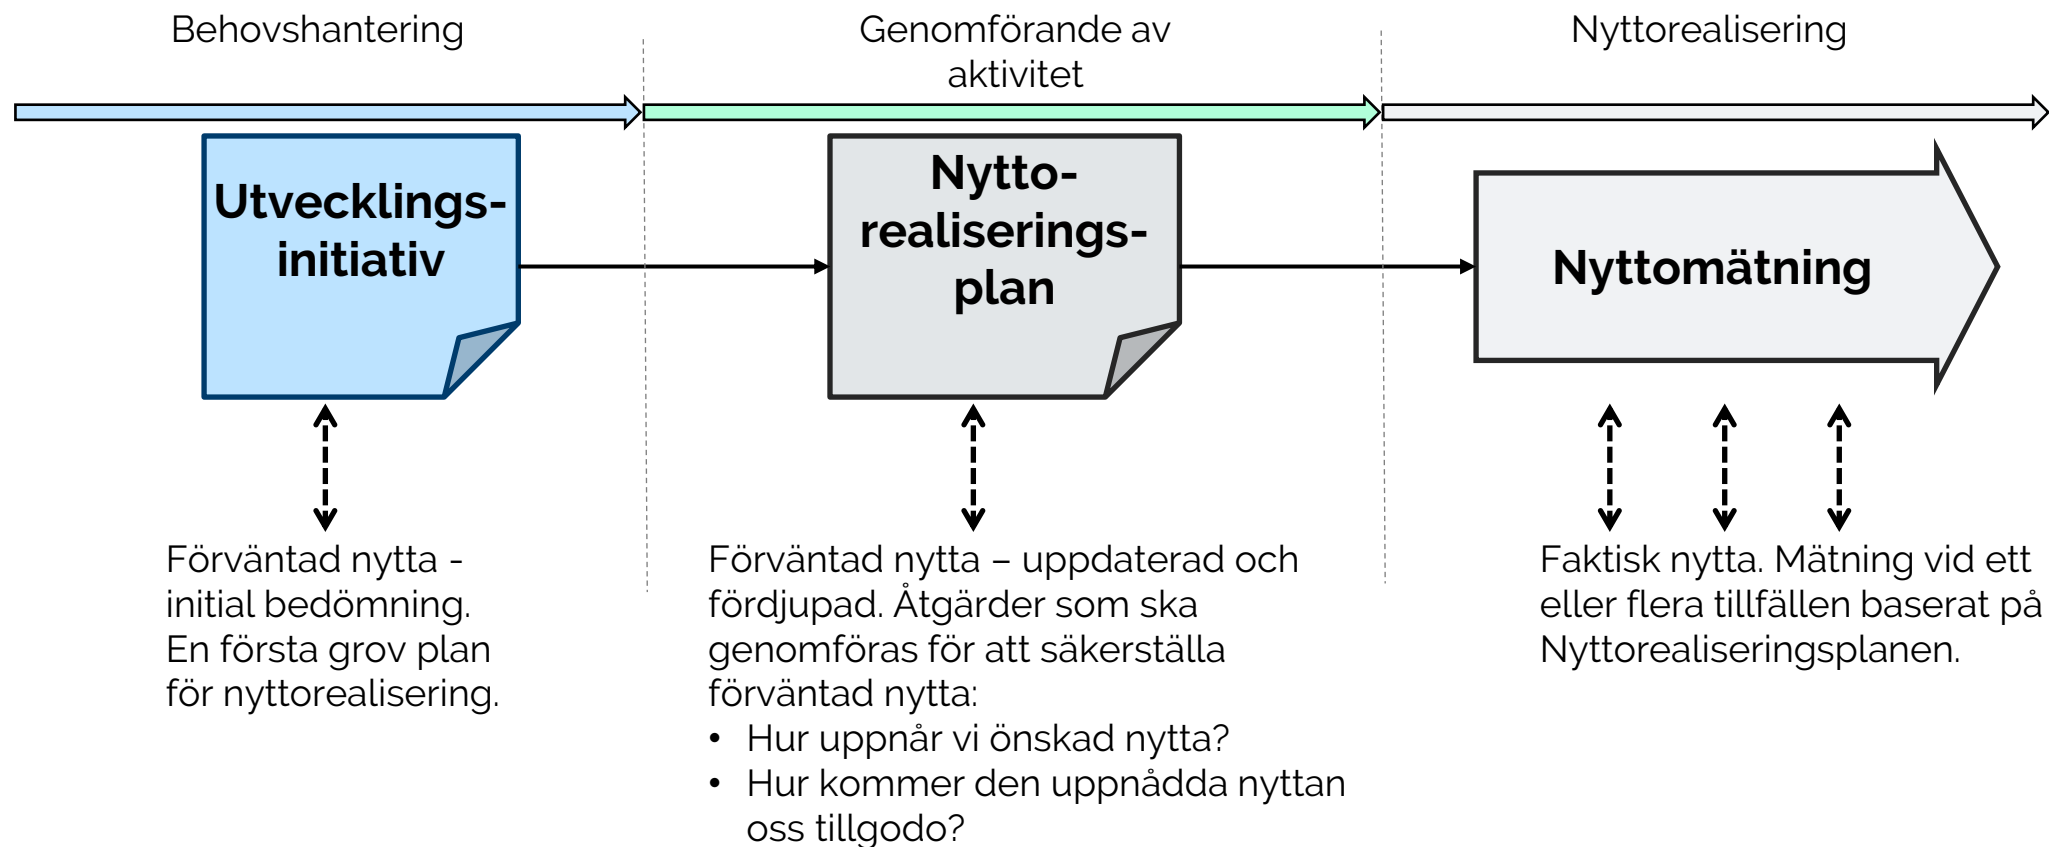 Behovshantering
Genomförande av
aktivitet
Nyttorealisering
Utvecklings-
initiativ
Nytto-
realiserings-
plan
Nyttomätning
Förväntad nytta -
initial bedömning.
En första grov plan
för nyttorealisering.
Förväntad nytta – uppdaterad och
fördjupad. Åtgärder som ska
genomföras för att säkerställa
förväntad nytta:
• Hur uppnår vi önskad nytta?
• Hur kommer den uppnådda nyttan
oss tillgodo?
Faktisk nytta. Mätning vid ett
eller flera tillfällen baserat på
Nyttorealiseringsplanen.